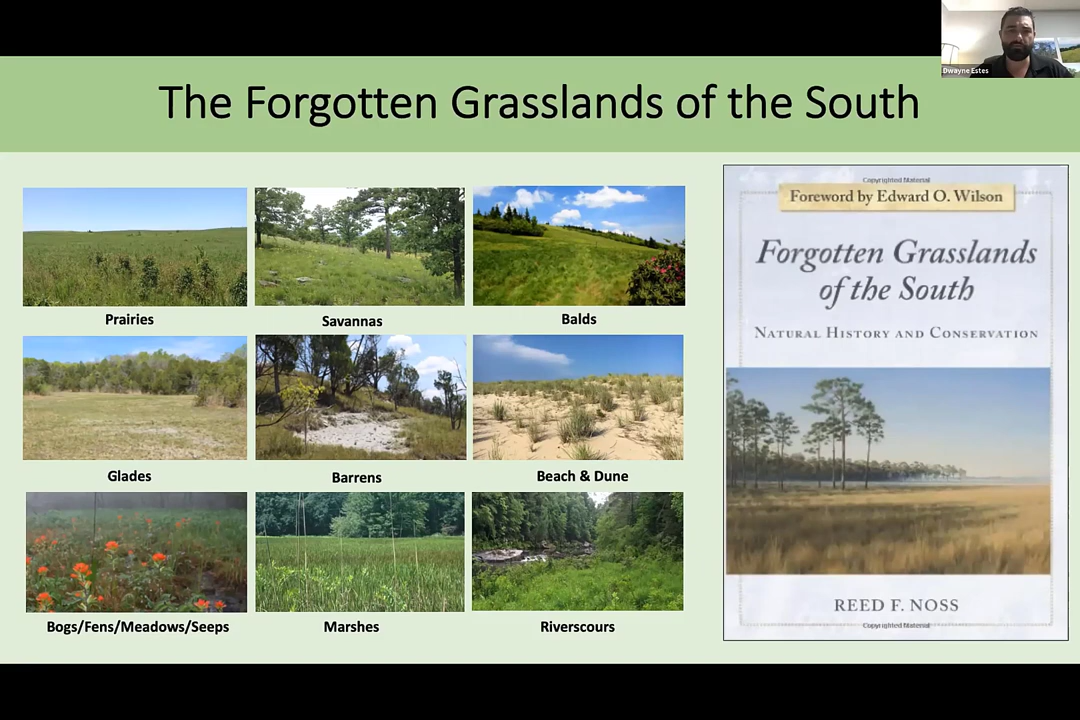 Dwayne Estes
The Forgotten Grasslands of the South
Prairies
Savannas
Balds
Glades
Barrens
Beach & Dune
Bogs/Fens/Meadows/Seeps
Marshes
Riverscours
Copyrighted Material
Foreword by Edward O. Wilson
Forgotten Grasslands
of the South
NATURAL HISTORY AND CONSERVATION
REED F. NOSS
Copyrighted Material